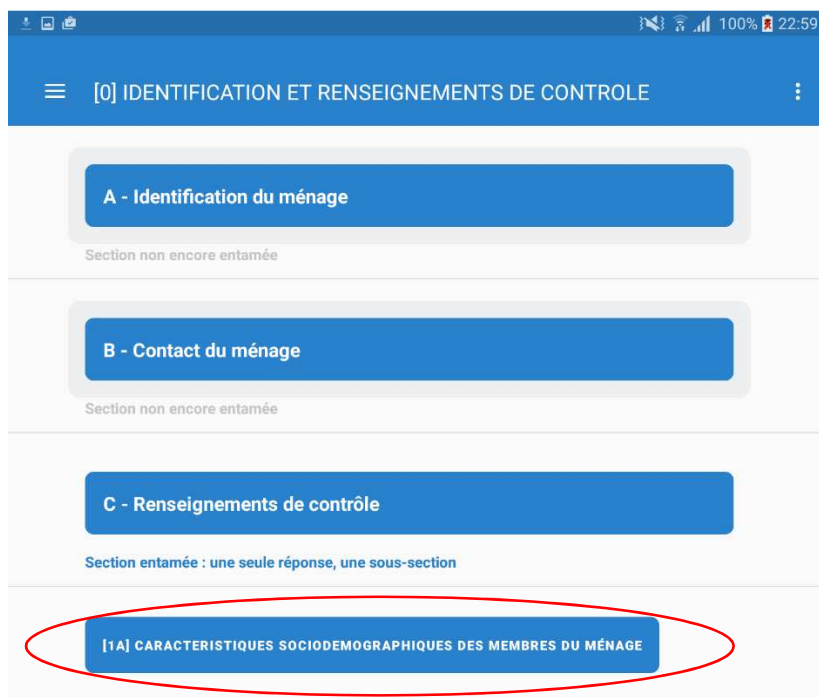 100% 22:59
[0] IDENTIFICATION ET RENSEIGNEMENTS DE CONTROLE
A - Identification du ménage
Section non encore entamée
B - Contact du ménage
Section non encore entamée
C - Renseignements de contrôle
Section entamée : une seule réponse, une sous-section
[1A] CARACTERISTIQUES SOCIODEMOGRAPHIQUES DES MEMBRES DU MÉNAGE